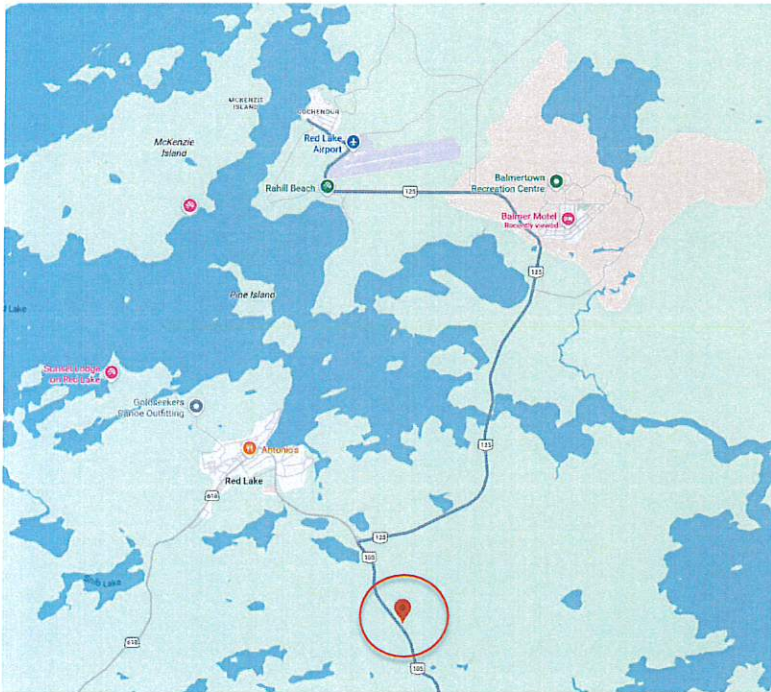 MCKENZIE
ISLAND
COCHENOUR
McKenzie
Island
Red Lake
Airport
Rahill Beach
125
Balmertown
Recreation Centre
Balmer Motel
Recently viewed
125
Pine Island
Lake
Sunset Lodge
on Red Lake
Goldseekers
Canoe Outfitting
125
Antonio's
Red Lake
618
125
105
618
105